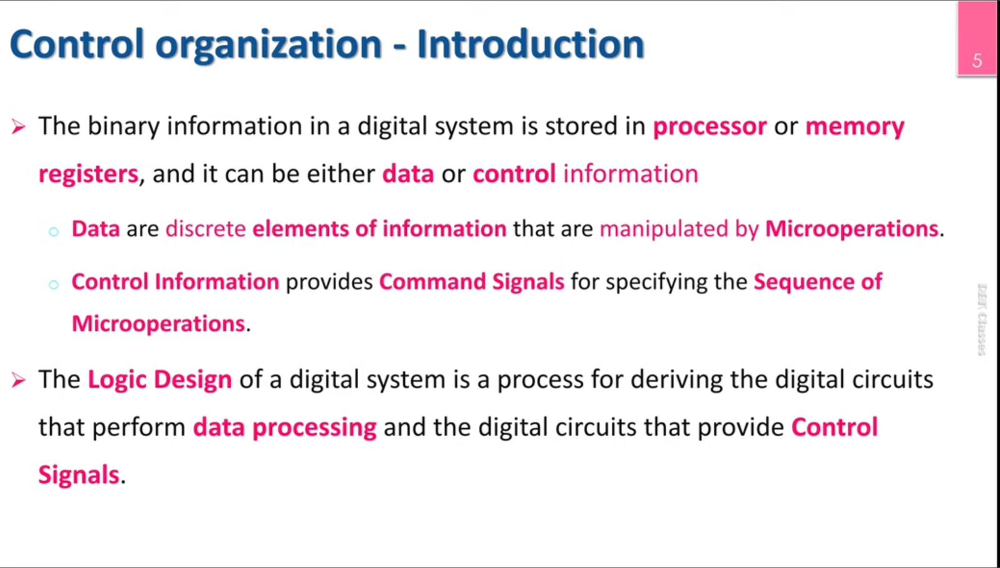 Control organization - Introduction
5
➢ The binary information in a digital system is stored in processor or memory
registers, and it can be either data or control information
○ Data are discrete elements of information that are manipulated by Microoperations.
○ Control Information provides Command Signals for specifying the Sequence of
Microoperations.
➢ The Logic Design of a digital system is a process for deriving the digital circuits
that perform data processing and the digital circuits that provide Control
Signals.
Classes